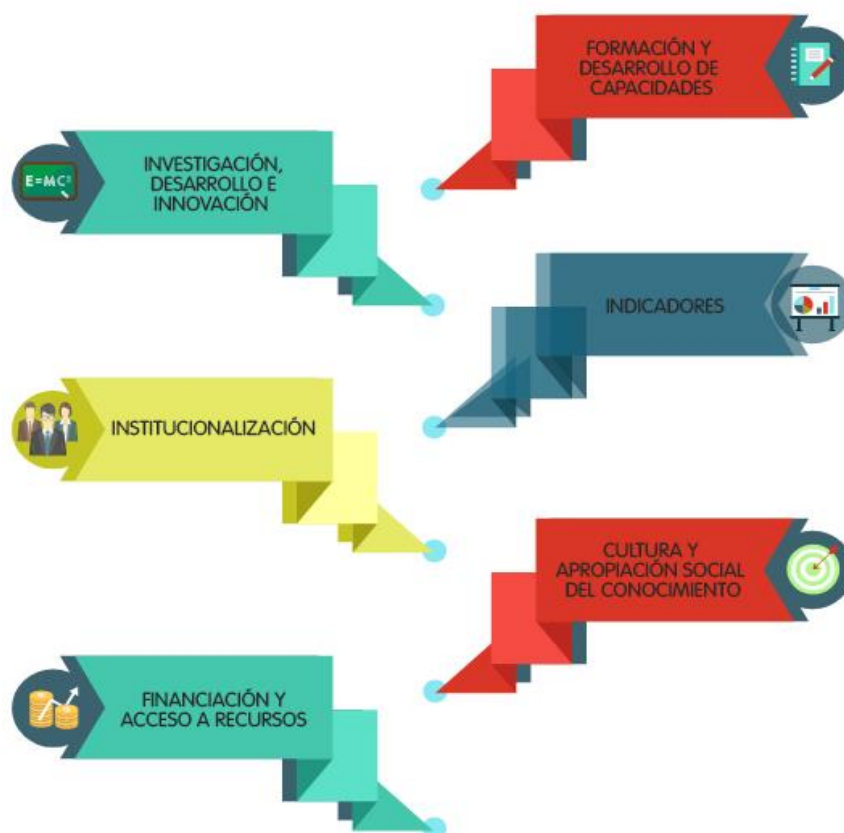 FORMACIÓN Y
DESARROLLO DE
CAPACIDADES
E=MC²
INVESTIGACIÓN,
DESARROLLO E
INNOVACIÓN
INDICADORES
INSTITUCIONALIZACIÓN
CULTURA Y
APROPIACIÓN SOCIAL
DEL CONOCIMIENTO
FINANCIACIÓN Y
ACCESO A RECURSOS